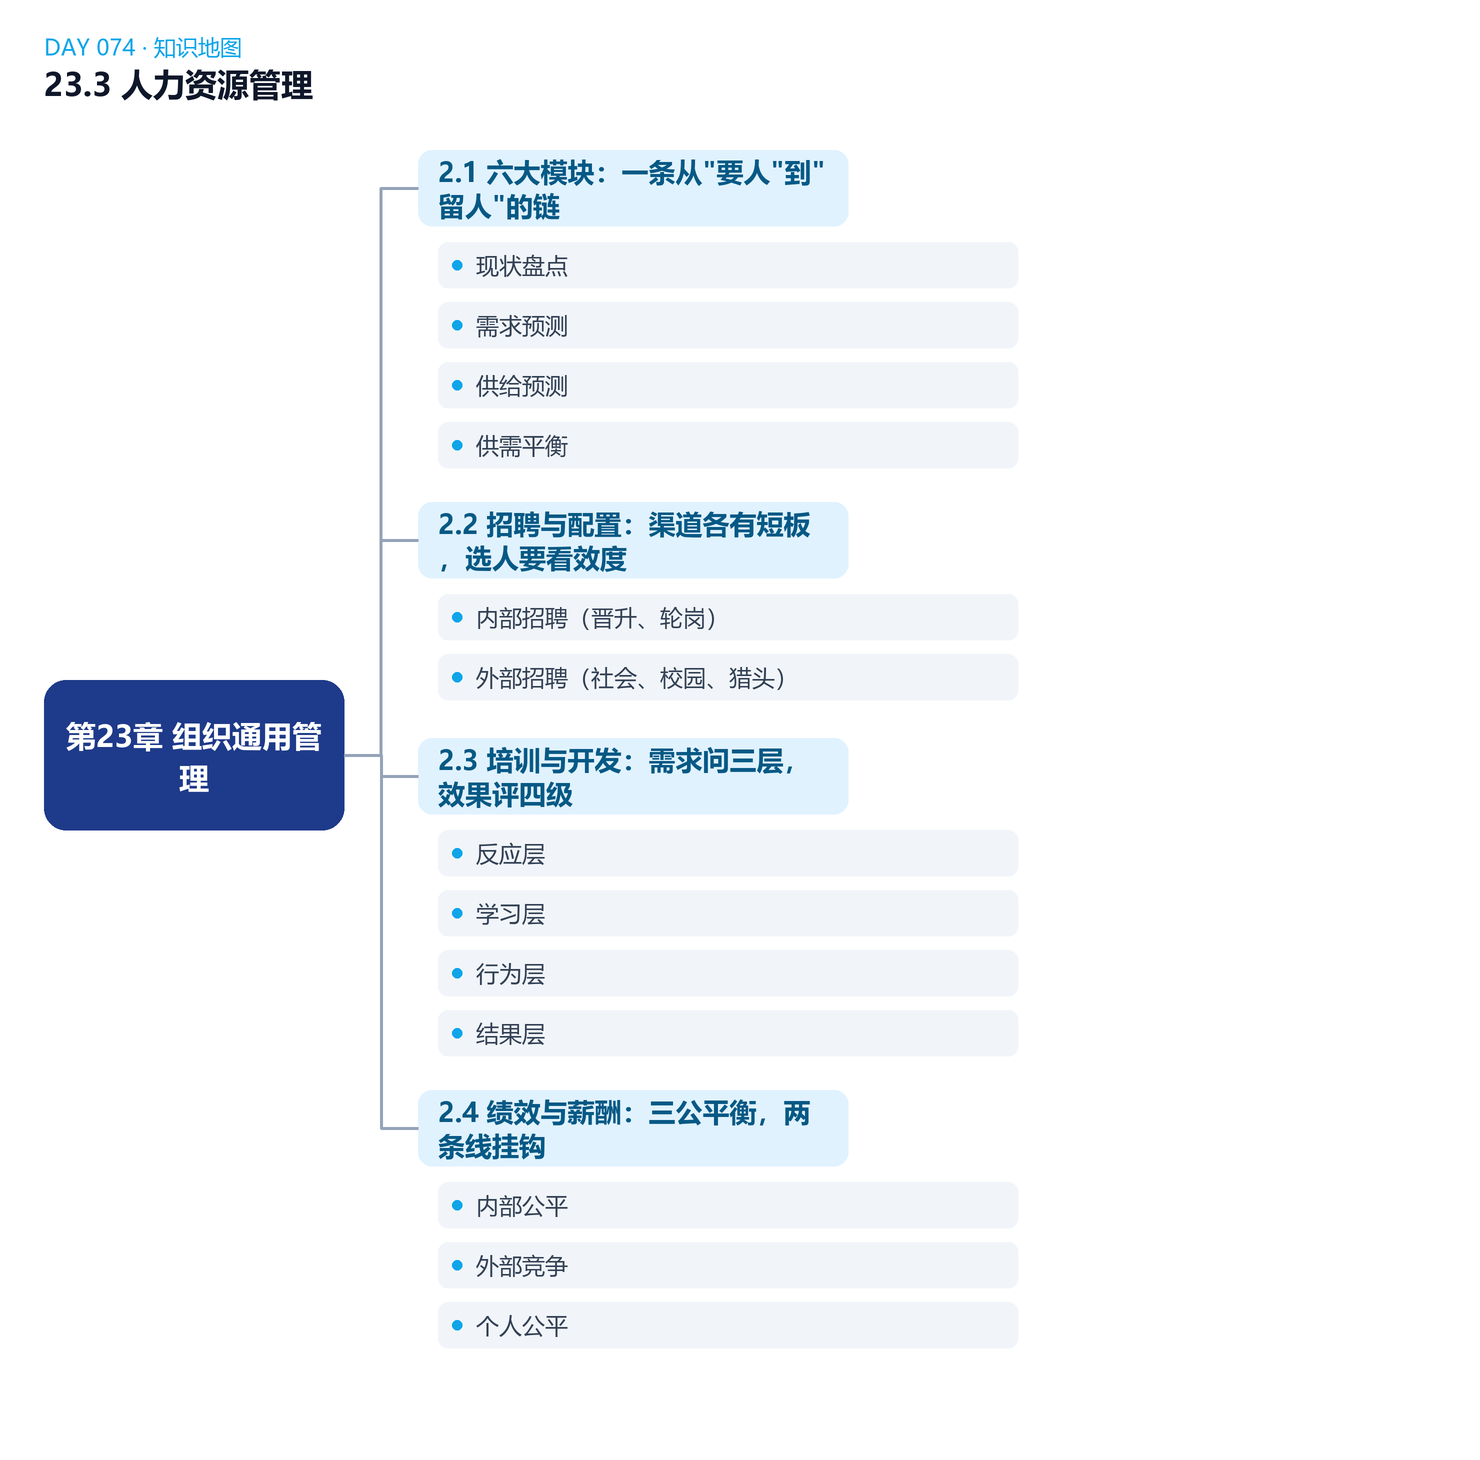 DAY 074 · 知识地图
23.3 人力资源管理
2.1 六大模块：一条从"要人"到"
留人"的链
现状盘点
需求预测
供给预测
供需平衡
2.2 招聘与配置：渠道各有短板
，选人要看效度
内部招聘（晋升、轮岗）
外部招聘（社会、校园、猎头）
第23章 组织通用管
理
2.3 培训与开发：需求问三层，
效果评四级
反应层
学习层
行为层
结果层
2.4 绩效与薪酬：三公平衡，两
条线挂钩
内部公平
外部竞争
个人公平